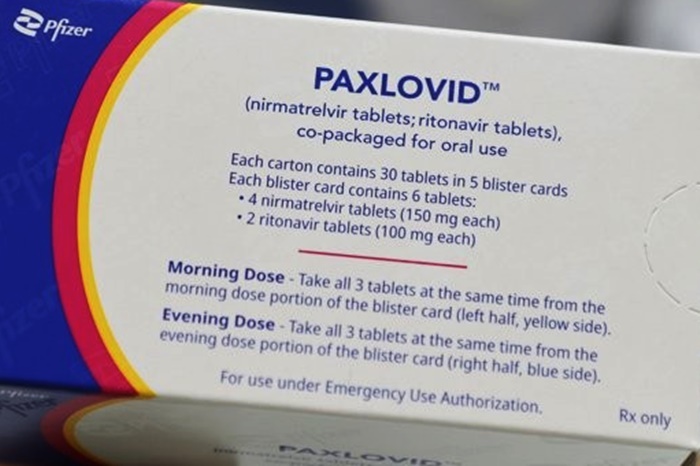 Pfizer
PAXLOVID™
(nirmatrelvir tablets; ritonavir tablets),
co-packaged for oral use
Each carton contains 30 tablets in 5 blister cards
Each blister card contains 6 tablets:
• 4 nirmatrelvir tablets (150 mg each)
• 2 ritonavir tablets (100 mg each)
Morning Dose - Take all 3 tablets at the same time from the
morning dose portion of the blister card (left half, yellow side).
Evening Dose - Take all 3 tablets at the same time from the
evening dose portion of the blister card (right half, blue side).
For use under Emergency Use Authorization.
Rx only
Pfizer
PAXLOVID